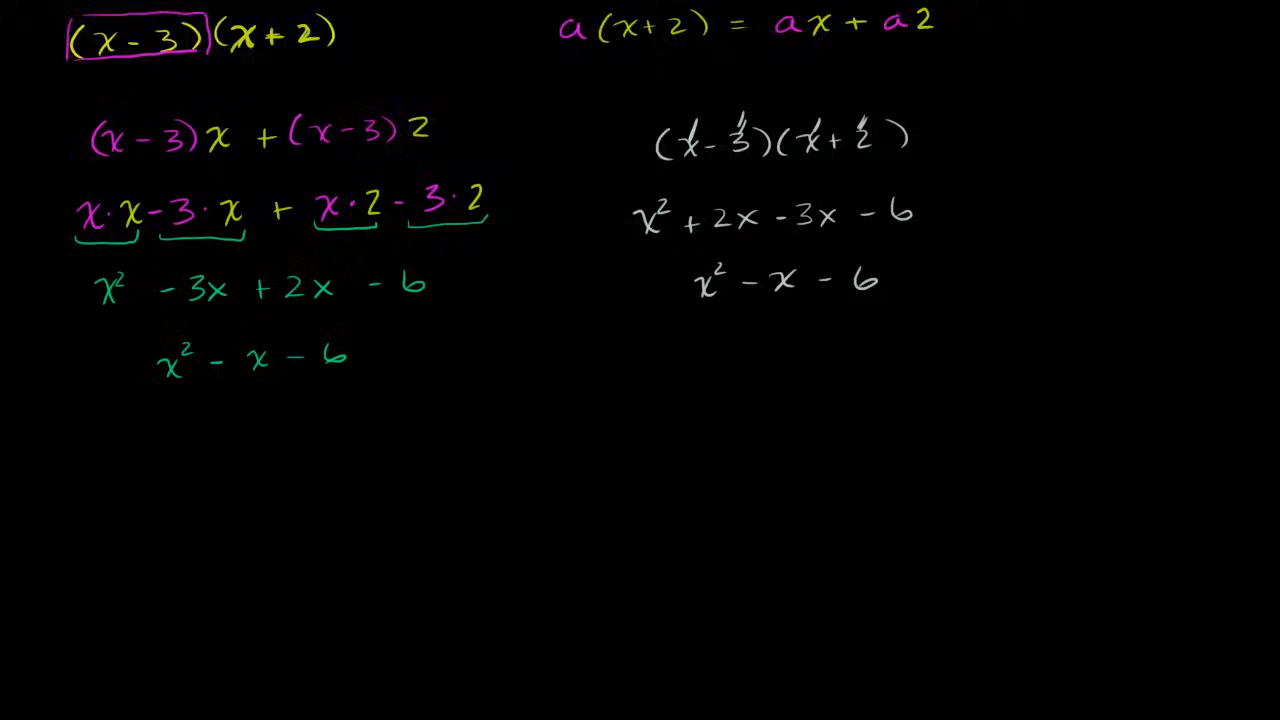 (x - 3)(x + 2)
a(x + 2) = ax + a2
(x - 3)x + (x - 3)2
x · x - 3 · x + x · 2 - 3 · 2
x² - 3x + 2x - 6
x² - x - 6
(x - 3)(x + 2)
x² + 2x - 3x - 6
x² - x - 6